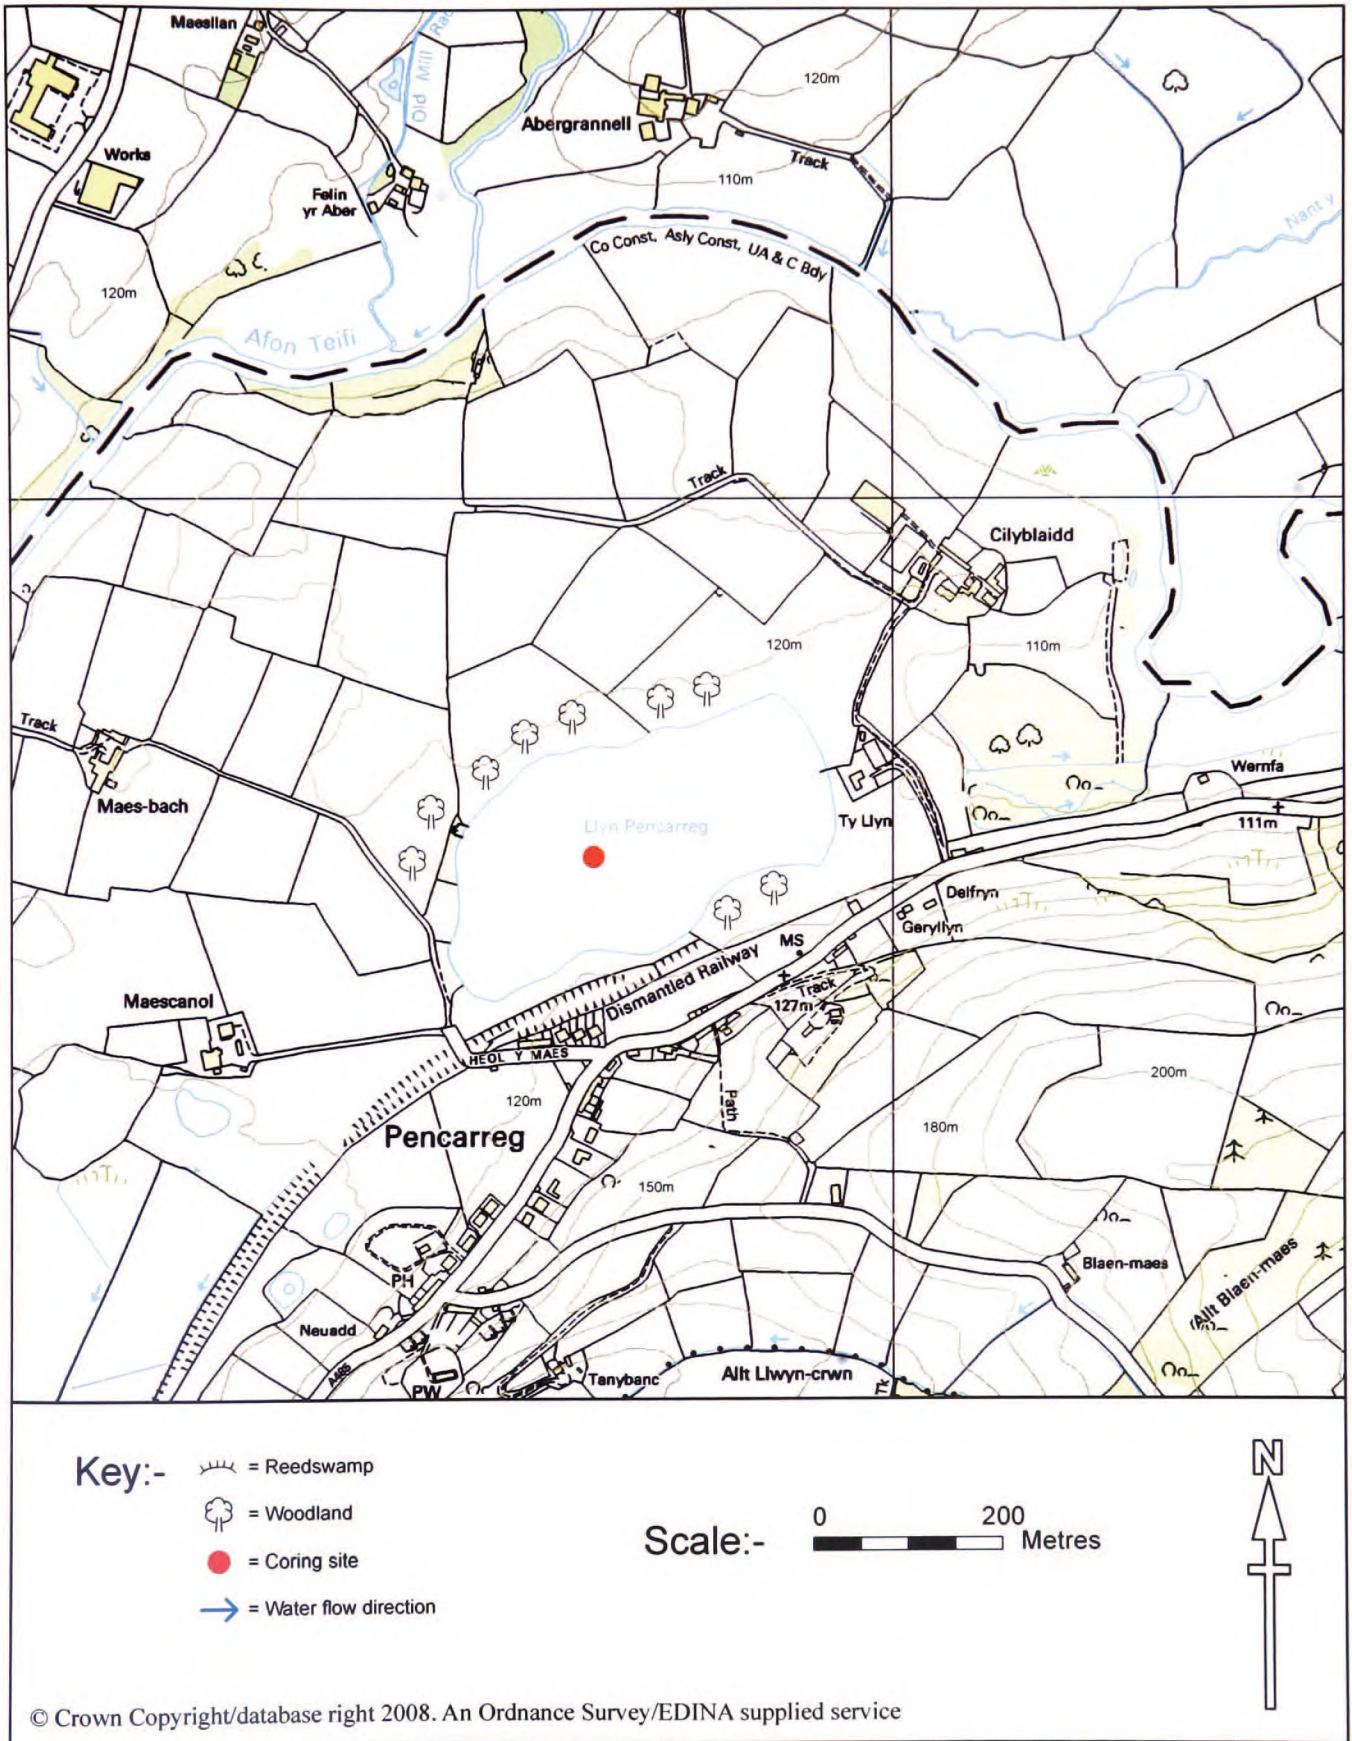 Maesllan
Old Mill
120m
Abergrannell
Works
Track
Felin
yr Aber
110m
Nant y
Co Const, Asly Const, UA & C Bdy
120m
Afon Teifi
Track
Cilyblaidd
120m
110m
Track
Wernfa
Maes-bach
Llyn Pencarreg
Ty Llyn
111m
Delfryn
Geryllyn
MS
Dismantled Railway
Track
Maescanol
127m
HEOL Y MAES
200m
120m
Path
Pencarreg
180m
150m
PH
Blaen-maes
Allt Blaen-maes
Neuadd
A485
Tanybanc
Allt Llwyn-crwn
PW
Tk
Key:-
= Reedswamp
= Woodland
= Coring site
= Water flow direction
Scale:-
0 200
Metres
N
© Crown Copyright/database right 2008. An Ordnance Survey/EDINA supplied service